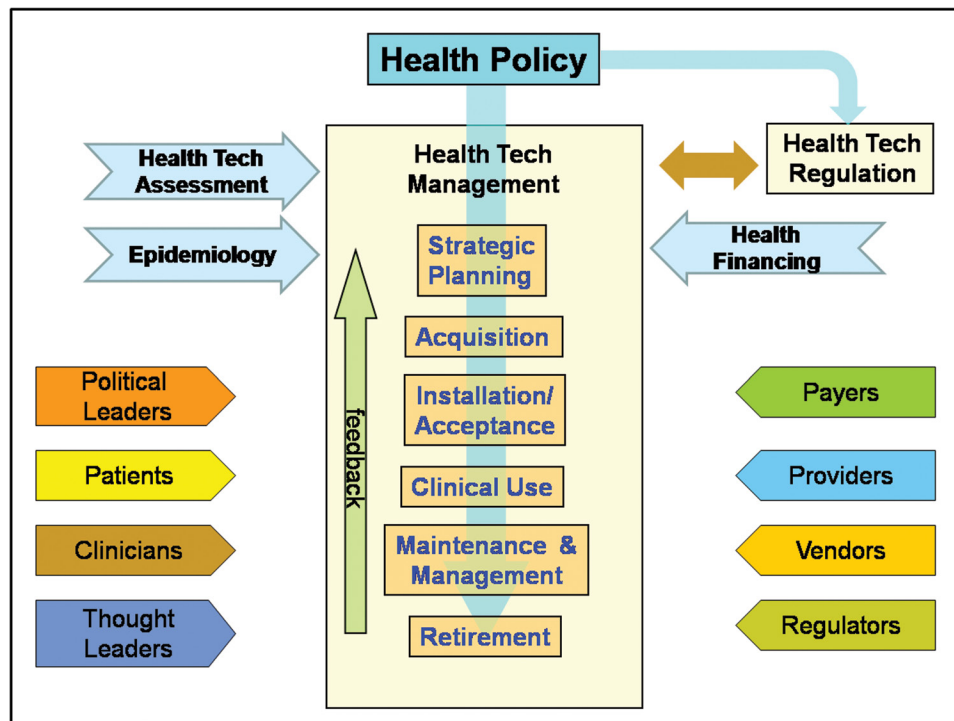 Health Policy
Health Tech
Assessment
Health Tech
Management
Health Tech
Regulation
Epidemiology
Strategic
Planning
Health
Financing
Acquisition
Political
Leaders
Installation/
Acceptance
Payers
feedback
Patients
Clinical Use
Providers
Clinicians
Maintenance &
Management
Vendors
Thought
Leaders
Retirement
Regulators